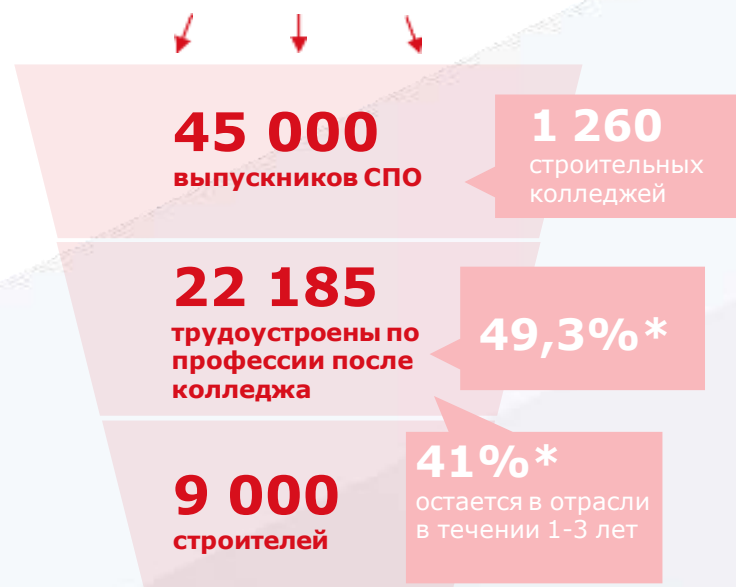 45 000
выпускников СПО
1 260
строительных
колледжей
22 185
трудоустроены по
профессии после
колледжа
49,3%*
41%*
остается в отрасли
в течении 1-3 лет
9 000
строителей